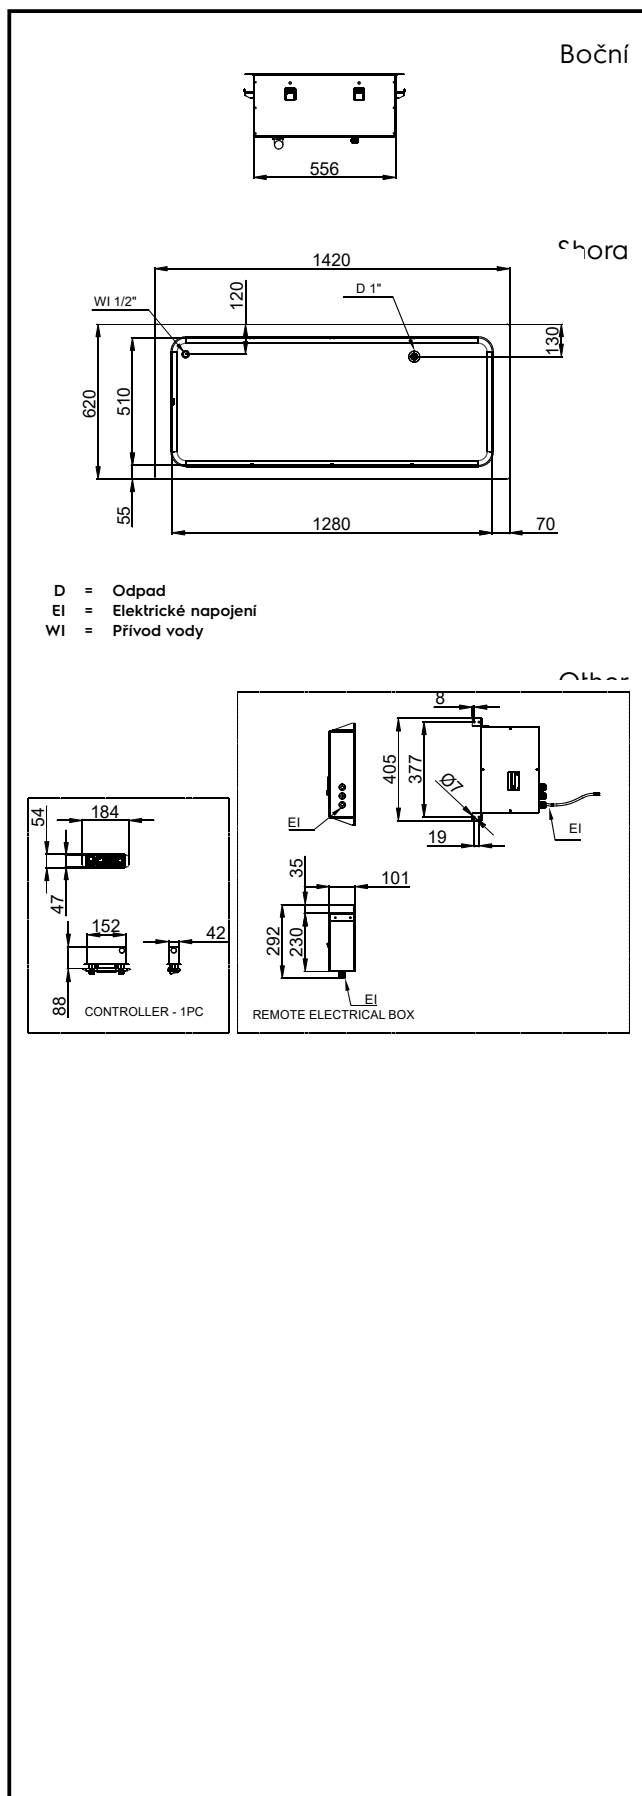 Boční
556
Shora
1420
WI 1/2"
120
D 1"
130
620
510
55
1280
70
D = Odpad
EI = Elektrické napojení
WI = Přívod vody
Other
8
405
377
Ø7
19
EI
EI
35
101
292
230
EI
REMOTE ELECTRICAL BOX
54
184
47
152
42
88
CONTROLLER - 1PC